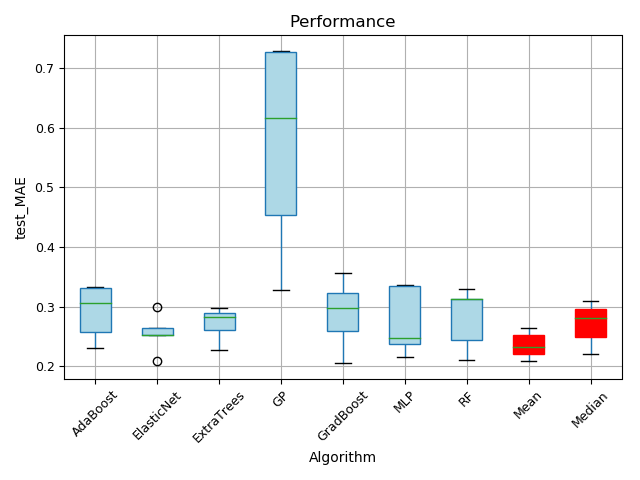 Performance
0.7
0.6
0.5
0.4
0.3
0.2
test_MAE
AdaBoost
ElasticNet
ExtraTrees
GP
GradBoost
MLP
RF
Mean
Median
Algorithm